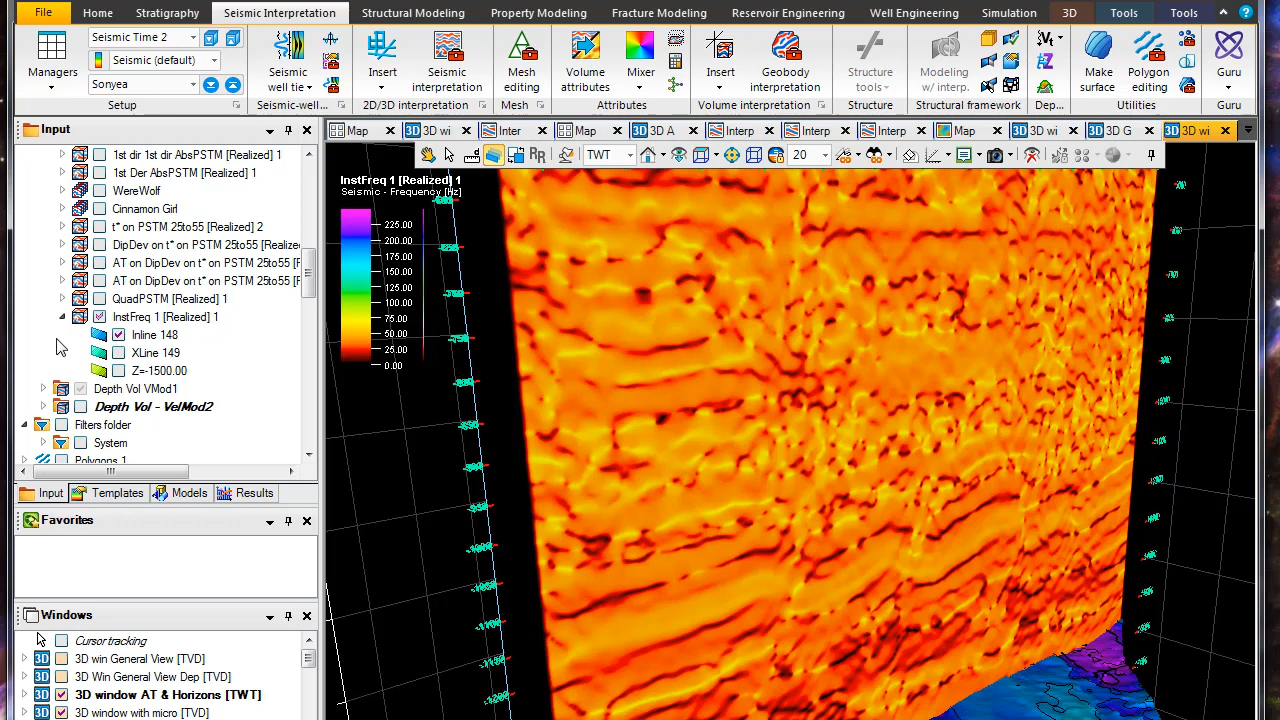 File Home Stratigraphy Seismic Interpretation Structural Modeling Property Modeling Fracture Modeling Reservoir Engineering Well Engineering Simulation 3D Tools Tools
Seismic Time 2
Seismic (default)
Sonyea
Managers
Seismic well tie
Insert
Seismic interpretation
Mesh editing
Volume attributes
Mixer
Insert
Geobody interpretation
Structure tools
Modeling w/ interp.
Make surface
Polygon editing
Guru
Setup Seismic-well... 2D/3D interpretation Mesh Attributes Volume interpretation Structure Structural framework Dep... Utilities Guru
Input
Map 3D wi Inter Map 3D A Interp Interp Interp Map 3D wi 3D G 3D wi
TWT 20
1st dir 1st dir AbsPSTM [Realized] 1
1st Der AbsPSTM [Realized] 1
WereWolf
Cinnamon Girl
t* on PSTM 25to55 [Realized] 2
DipDev on t* on PSTM 25to55 [Realize
AT on DipDev on t* on PSTM 25to55 [F
AT on DipDev on t* on PSTM 25to55 [F
QuadPSTM [Realized] 1
InstFreq 1 [Realized] 1
Inline 148
XLine 149
Z=-1500.00
Depth Vol VMod1
Depth Vol - VelMod2
Filters folder
System
Polygons 1
Input Templates Models Results
Favorites
Windows
Cursor tracking
3D win General View [TVD]
3D Win General View Dep [TVD]
3D window AT & Horizons [TWT]
3D window with micro [TVD]
InstFreq 1 [Realized] 1
Seismic - Frequency [Hz]
225.00
200.00
175.00
150.00
125.00
100.00
75.00
50.00
25.00
0.00